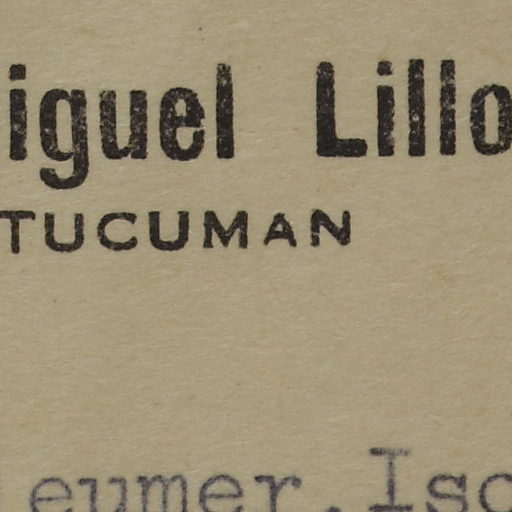 iguel Lillo
TUCUMAN
eumer. Isc